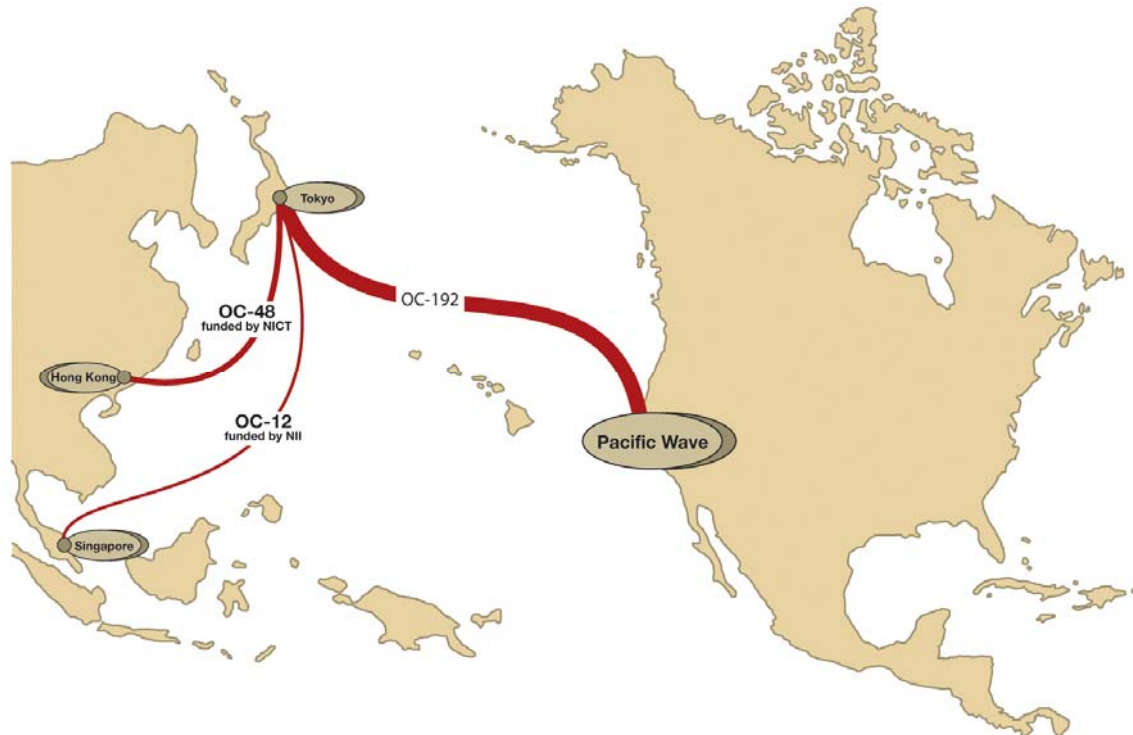 Tokyo
OC-192
OC-48
funded by NICT
Hong Kong
OC-12
funded by NII
Pacific Wave
Singapore